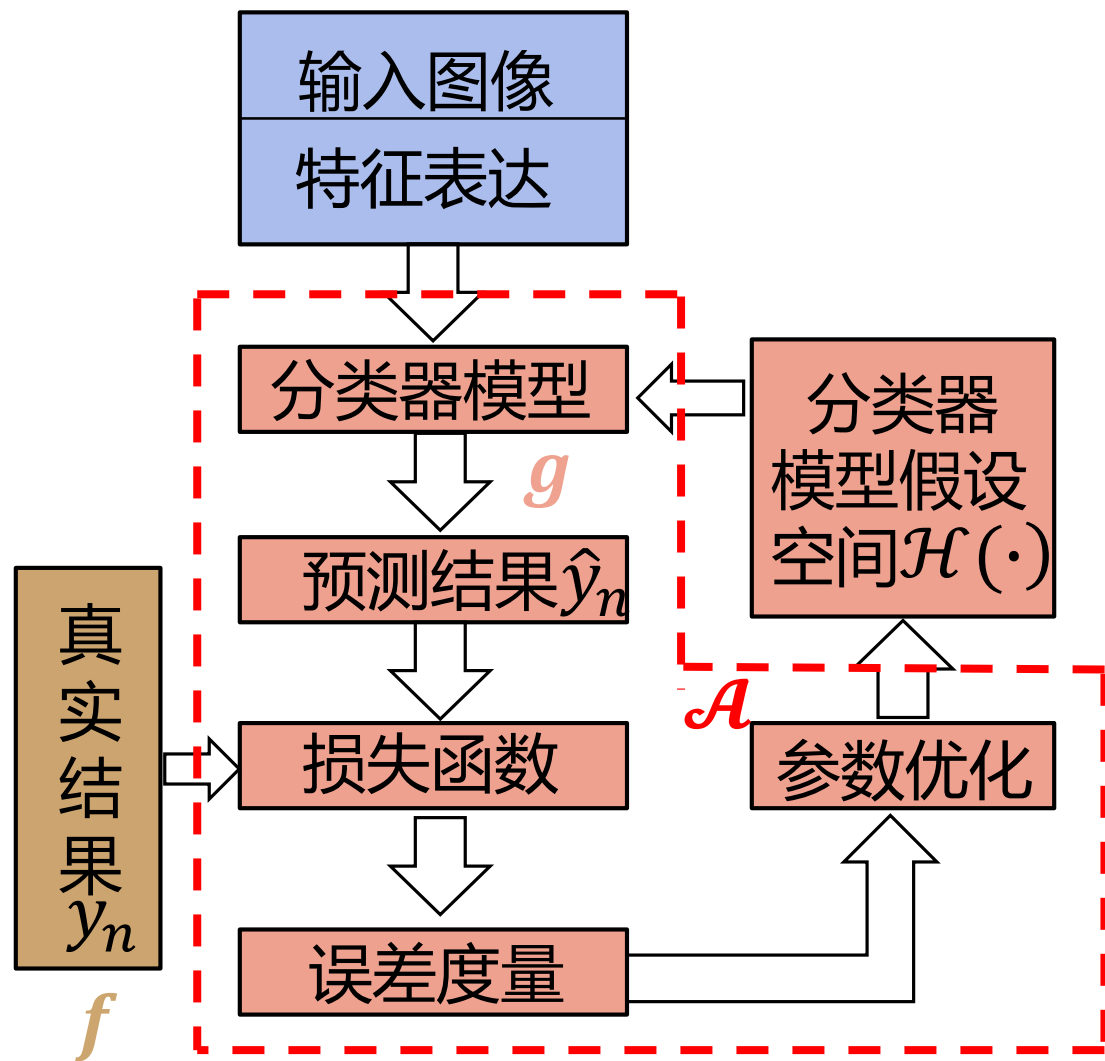 输入图像
特征表达
分类器模型
g
预测结果ŷₙ
损失函数
误差度量
真
实
结
果
yₙ
f
分类器
模型假设
空间ℋ(·)
𝒜
参数优化